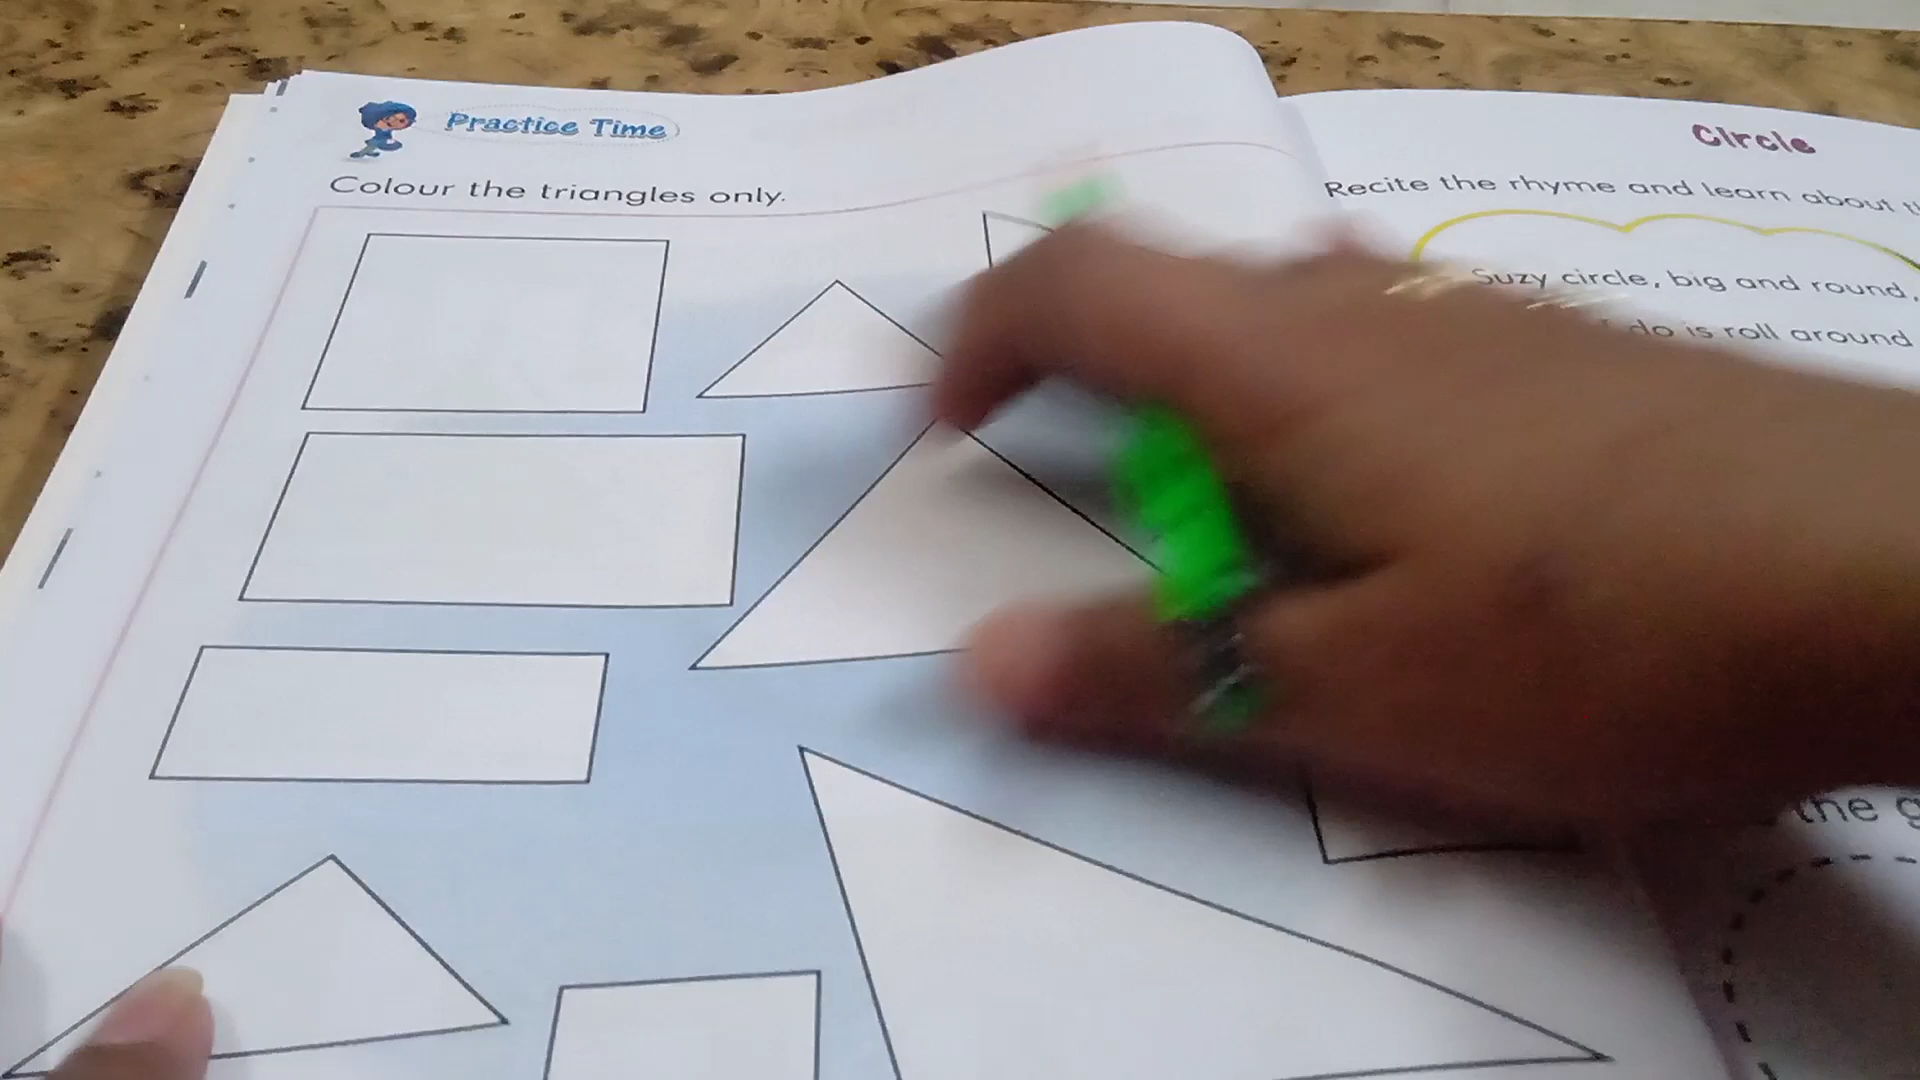 Practice Time
Colour the triangles only.
Circle
Recite the rhyme and learn about
Suzy circle, big and round,
do is roll around
the